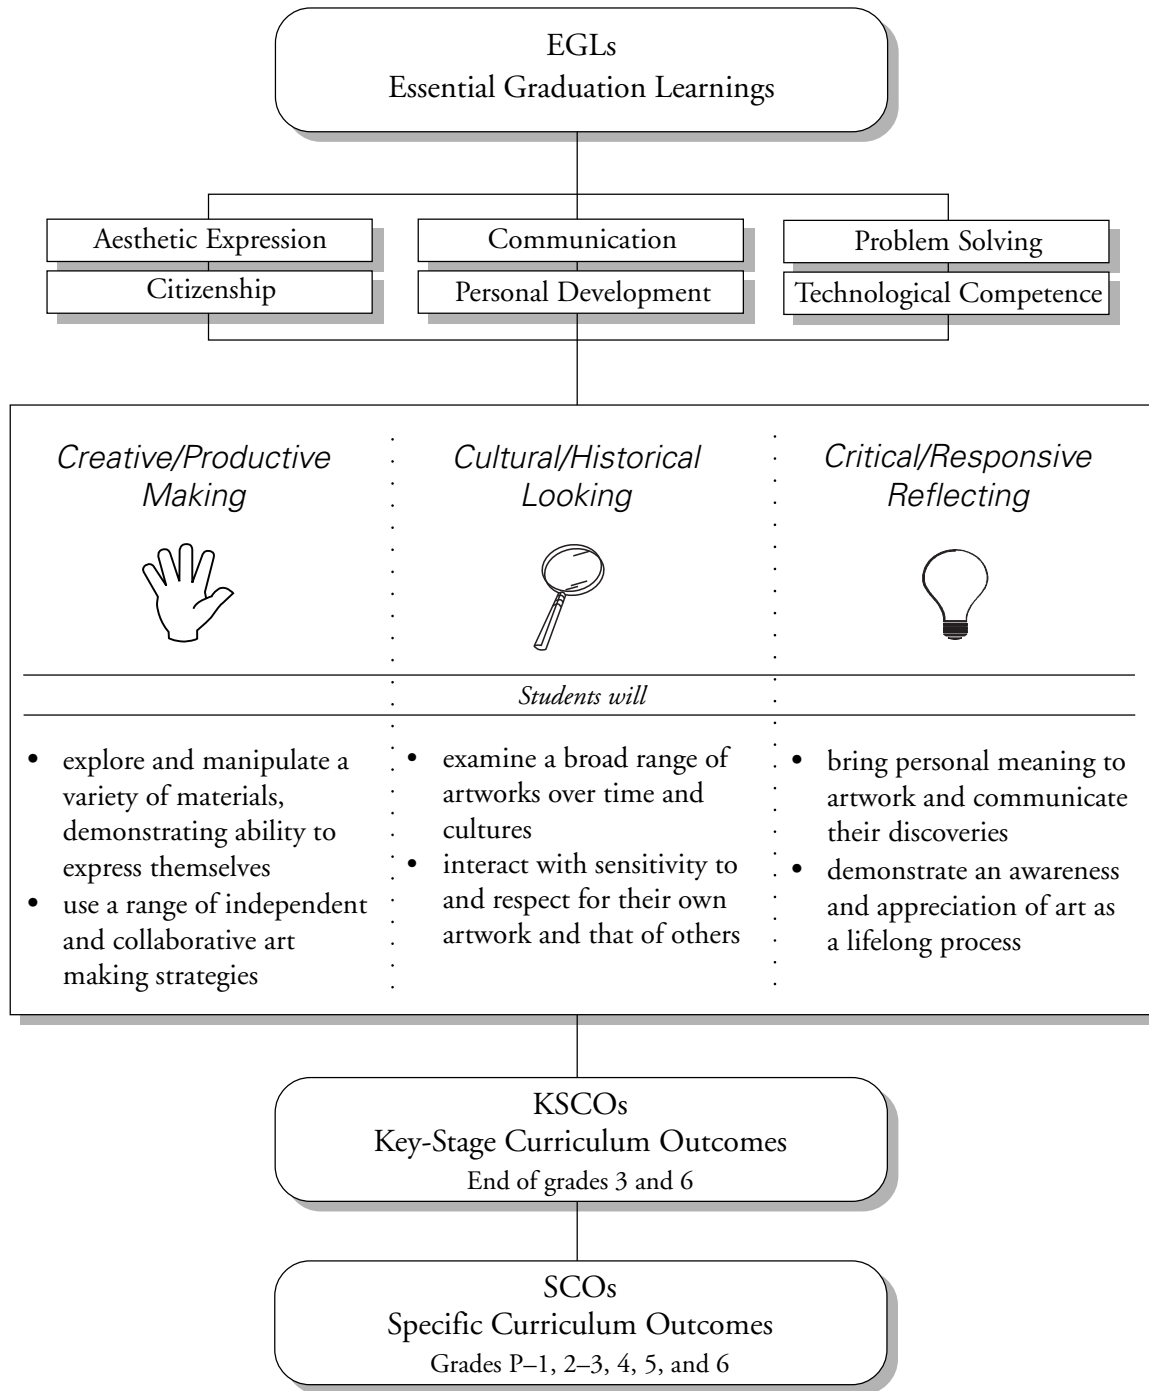 EGLs
Essential Graduation Learnings
Aesthetic Expression
Citizenship
Communication
Personal Development
Problem Solving
Technological Competence
Creative/Productive
Making
Cultural/Historical
Looking
Critical/Responsive
Reflecting
Students will
• explore and manipulate a
variety of materials,
demonstrating ability to
express themselves
• use a range of independent
and collaborative art
making strategies
• examine a broad range of
artworks over time and
cultures
• interact with sensitivity to
and respect for their own
artwork and that of others
• bring personal meaning to
artwork and communicate
their discoveries
• demonstrate an awareness
and appreciation of art as
a lifelong process
KSCOs
Key-Stage Curriculum Outcomes
End of grades 3 and 6
SCOs
Specific Curriculum Outcomes
Grades P–1, 2–3, 4, 5, and 6